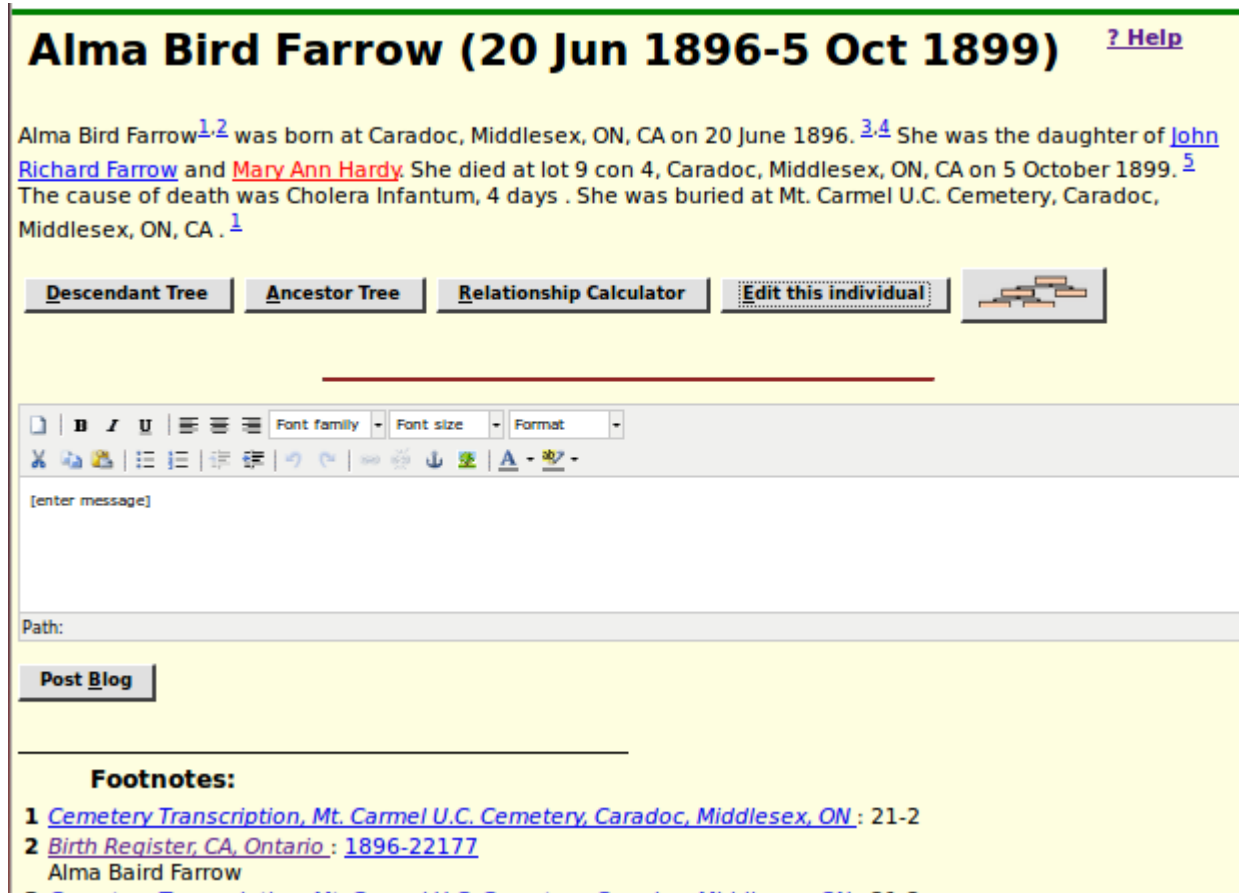 Alma Bird Farrow (20 Jun 1896-5 Oct 1899) ? Help
Alma Bird Farrow1,2 was born at Caradoc, Middlesex, ON, CA on 20 June 1896. 3,4 She was the daughter of John
Richard Farrow and Mary Ann Hardy. She died at lot 9 con 4, Caradoc, Middlesex, ON, CA on 5 October 1899. 5
The cause of death was Cholera Infantum, 4 days . She was buried at Mt. Carmel U.C. Cemetery, Caradoc,
Middlesex, ON, CA . 1
Descendant Tree Ancestor Tree Relationship Calculator Edit this individual
B I U Font family Font size Format
[enter message]
Path:
Post Blog
Footnotes:
1 Cemetery Transcription, Mt. Carmel U.C. Cemetery, Caradoc, Middlesex, ON : 21-2
2 Birth Register, CA, Ontario : 1896-22177
Alma Baird Farrow